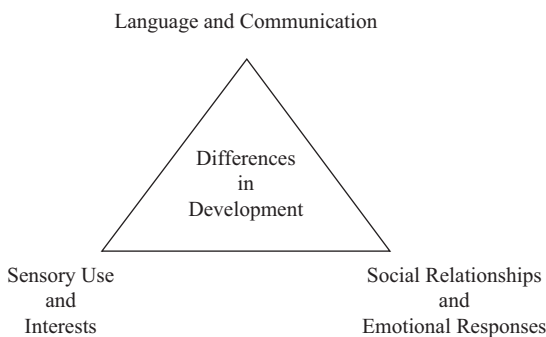 Language and Communication
Differences
in
Development
Sensory Use
and
Interests
Social Relationships
and
Emotional Responses